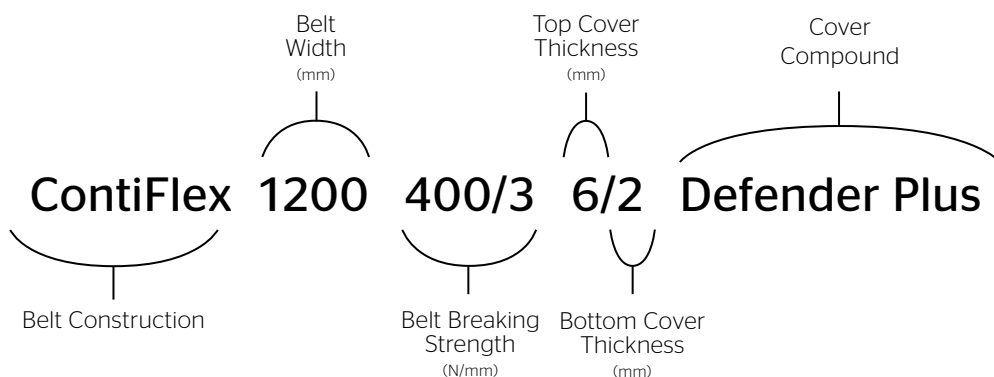 Belt
Width
(mm)
Top Cover
Thickness
(mm)
Cover
Compound
ContiFlex 1200 400/3 6/2 Defender Plus
Belt Construction
Belt Breaking
Strength
(N/mm)
Bottom Cover
Thickness
(mm)